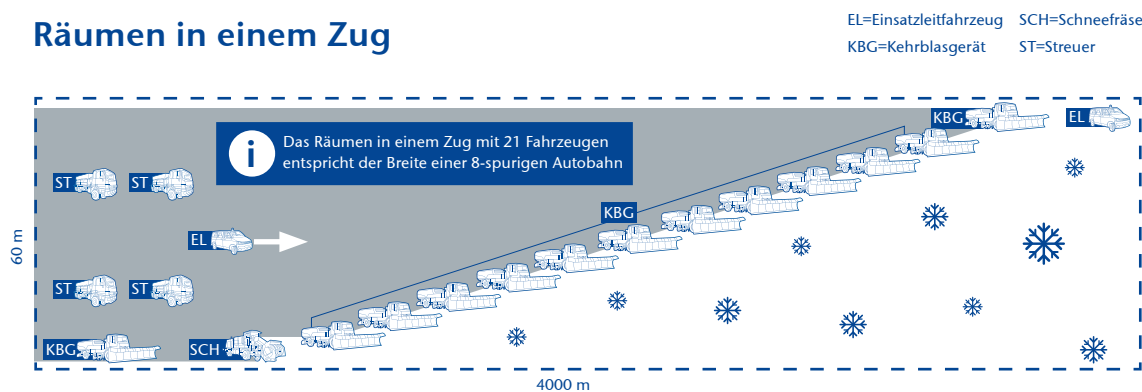 Räumen in einem Zug
EL=Einsatzleitfahrzeug SCH=Schneefräse
KBG=Kehrblasgerät ST=Streuer
KBG
EL
i
Das Räumen in einem Zug mit 21 Fahrzeugen
entspricht der Breite einer 8-spurigen Autobahn
ST ST
KBG
EL
60 m
ST ST
KBG SCH
4000 m